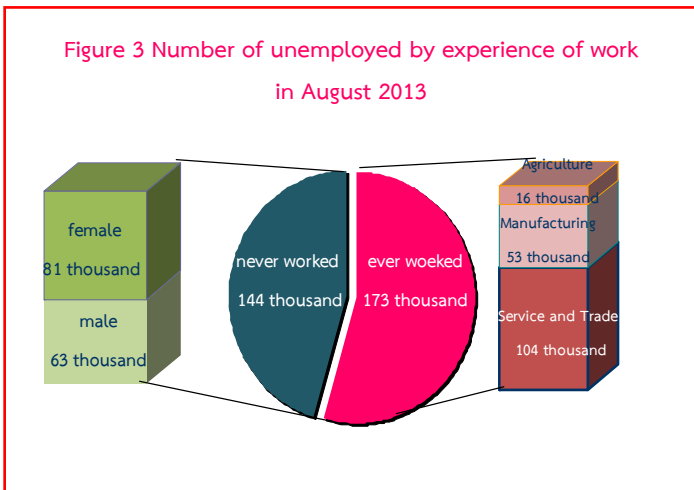 Figure 3 Number of unemployed by experience of work
in August 2013
female
81 thousand
male
63 thousand
never worked
144 thousand
ever woeked
173 thousand
Agriculture
16 thousand
Manufacturing
53 thousand
Service and Trade
104 thousand